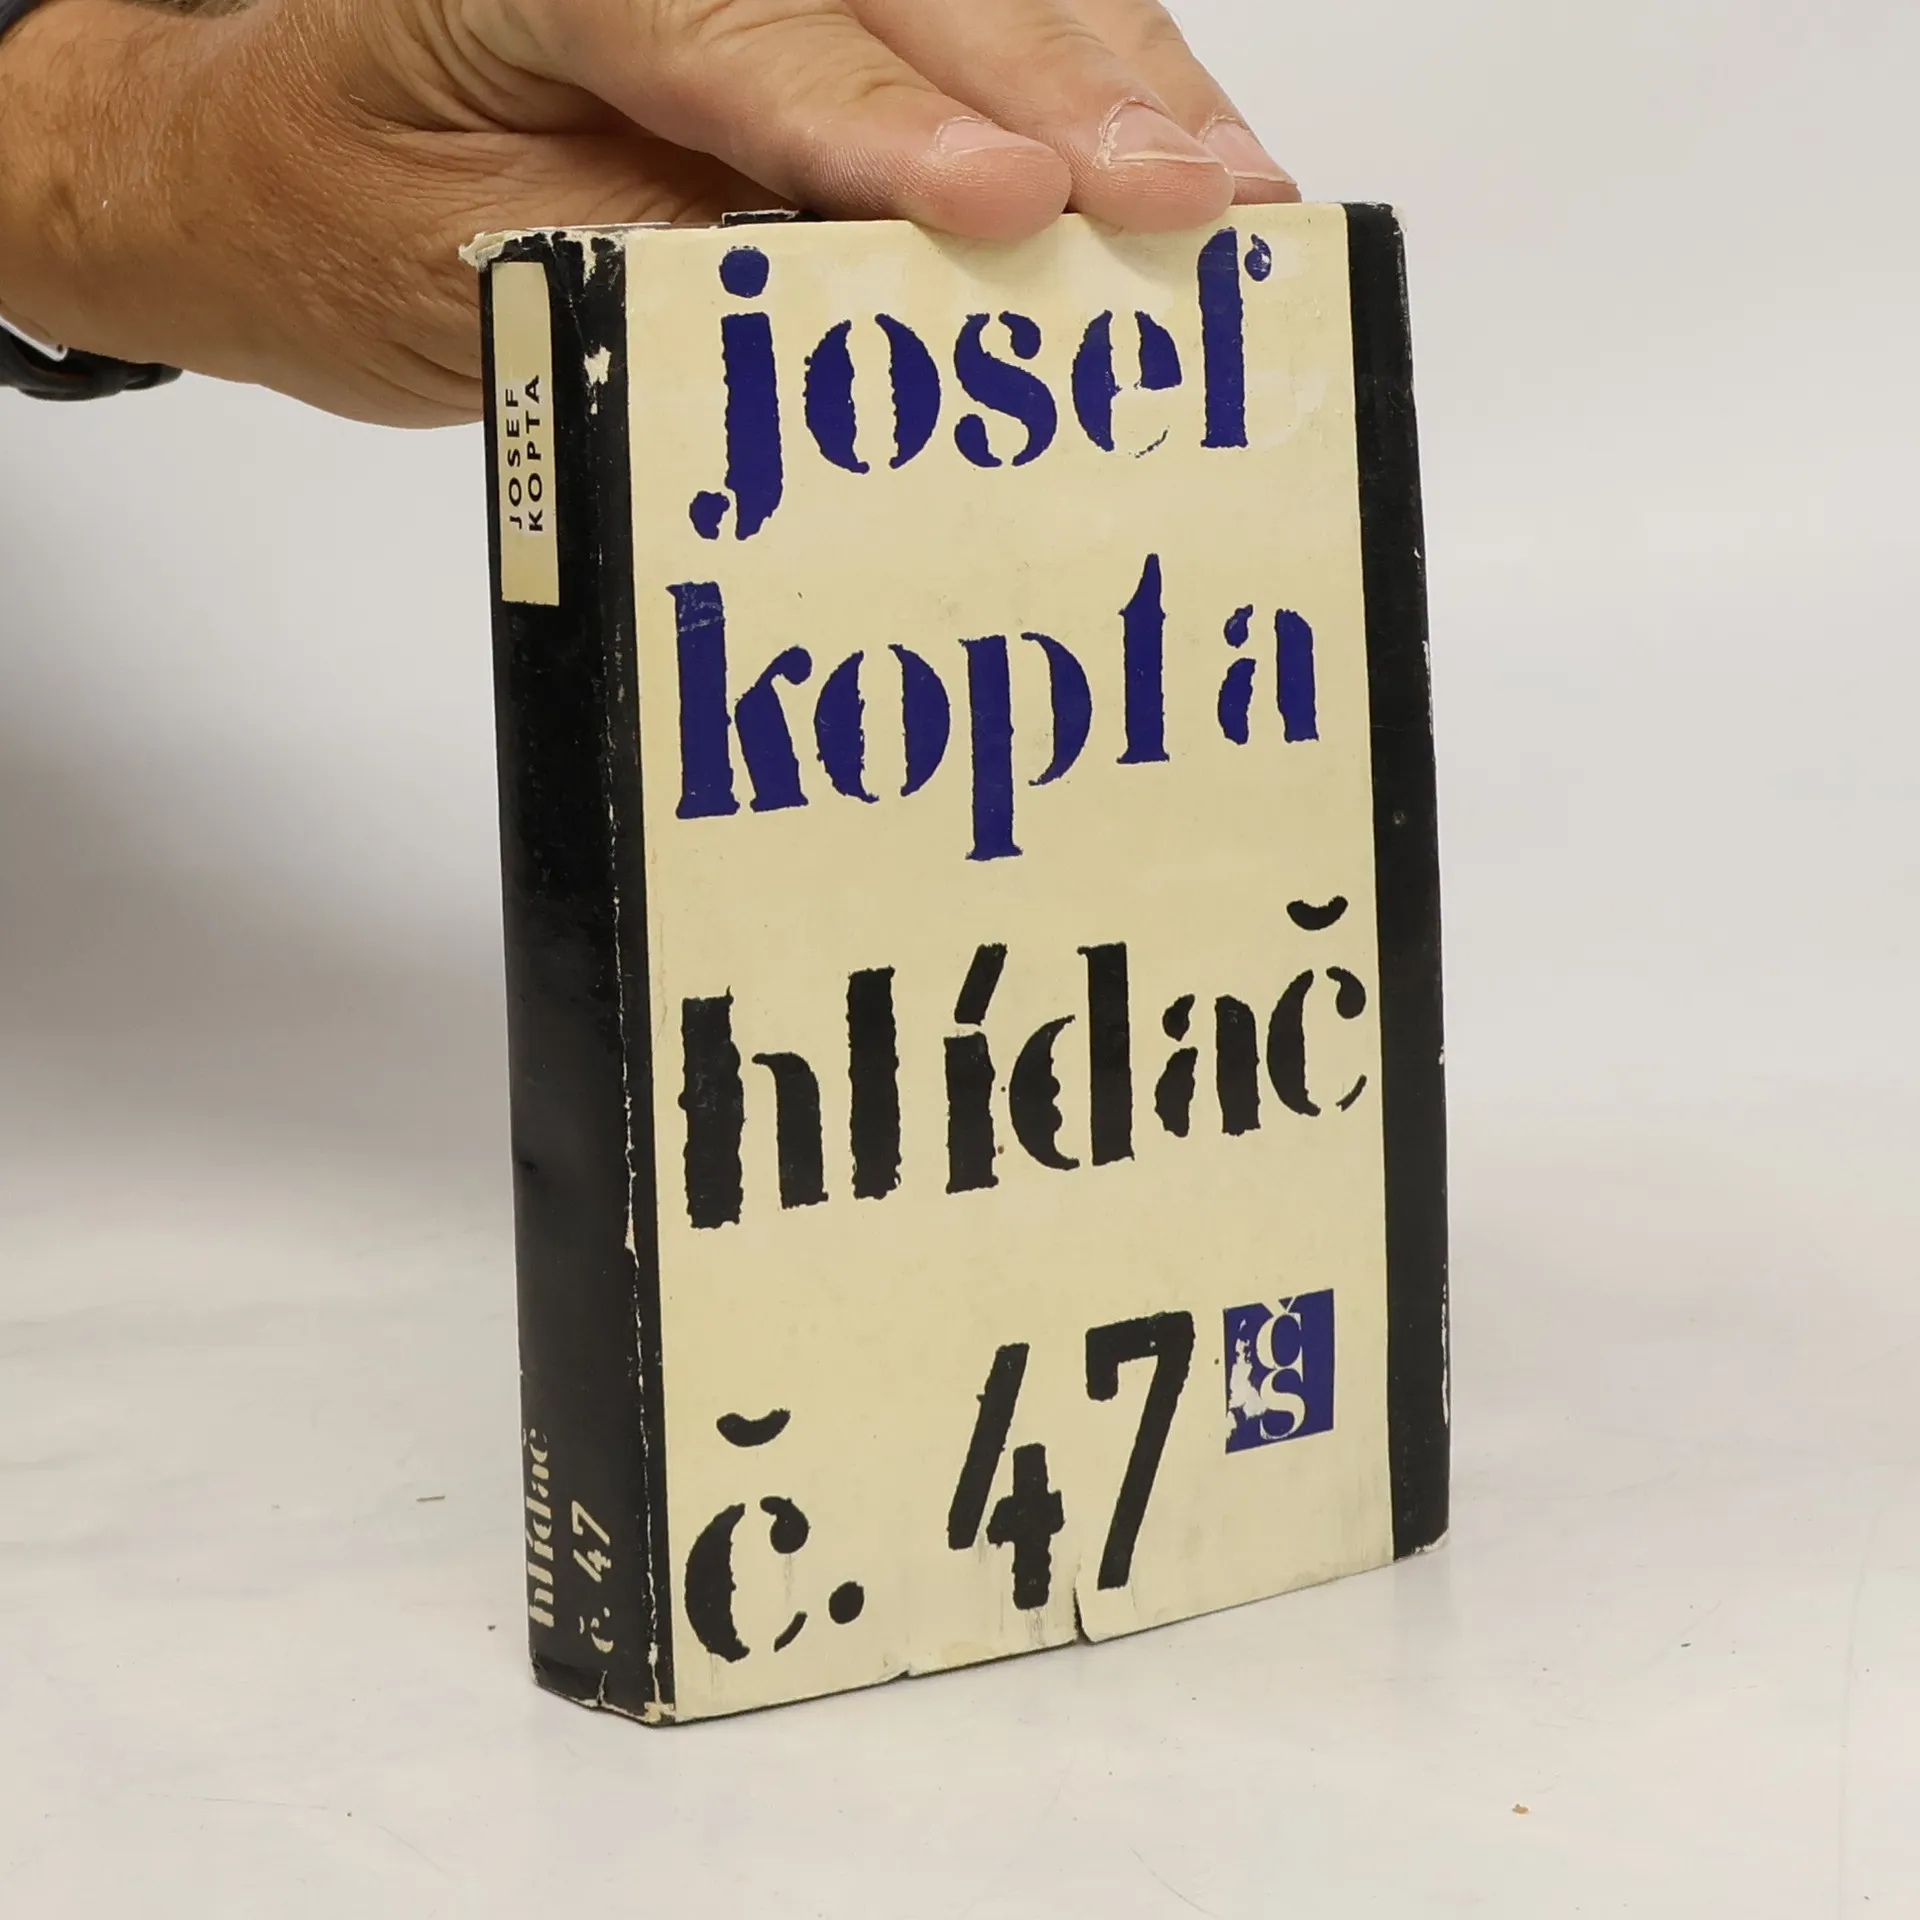 josef
kopta
hlídač
č. 47
čs
JOSEF
KOPTA
hlídač
č. 47